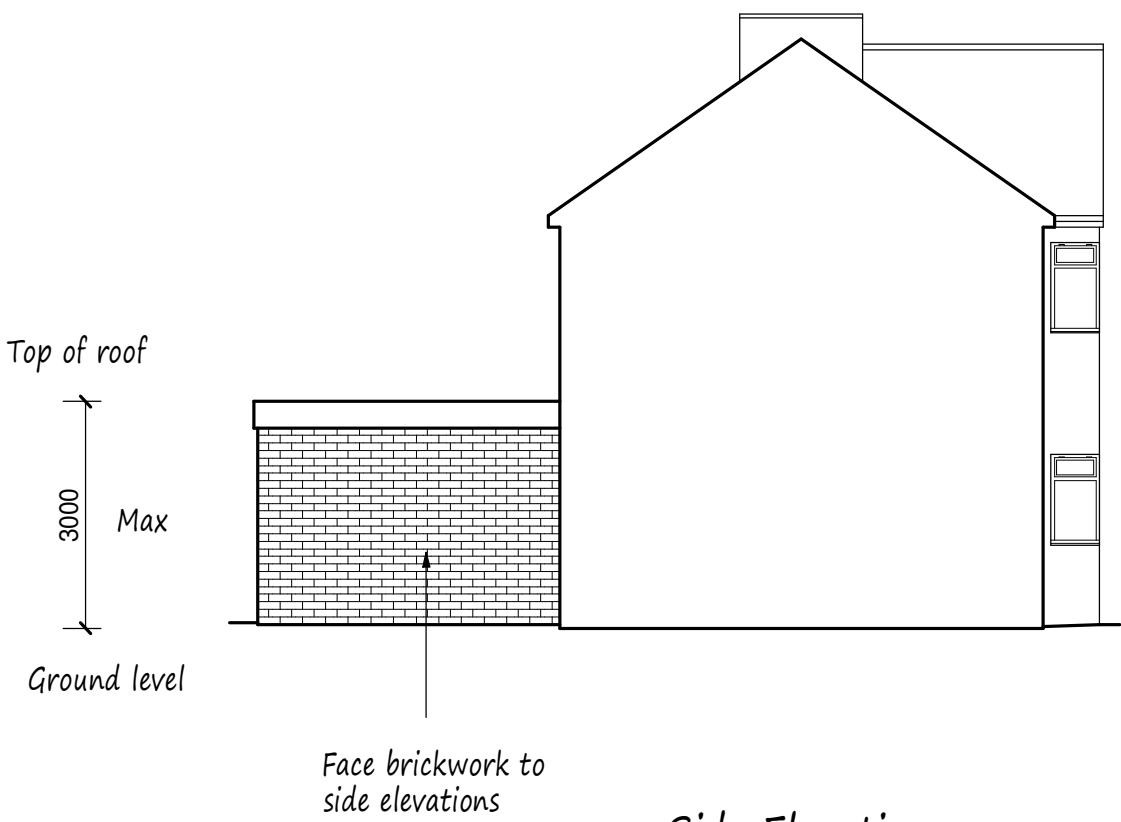 Top of roof
3000
Max
Ground level
Face brickwork to
side elevations